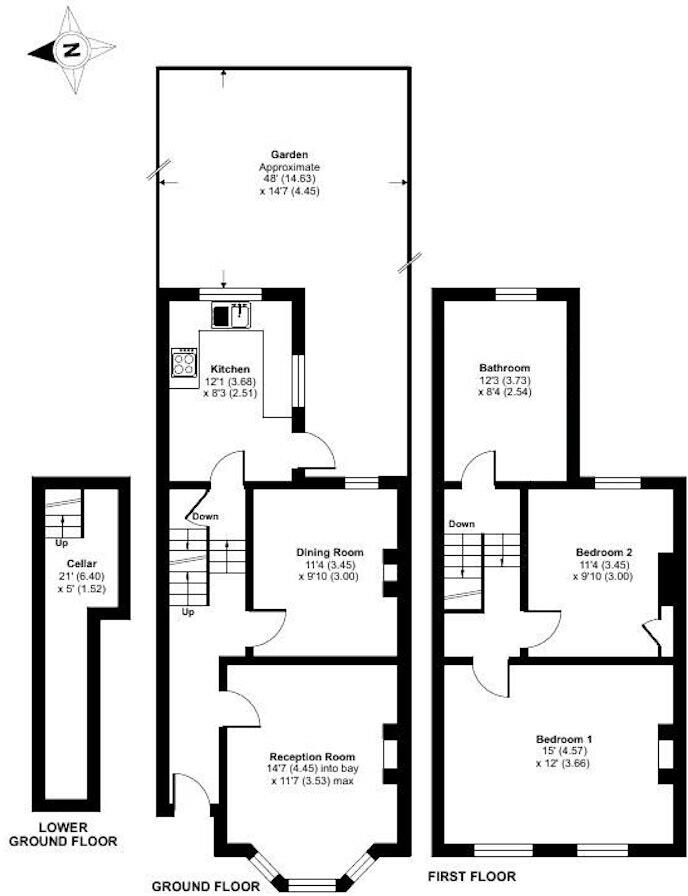 N
Garden
Approximate
48' (14.63)
x 14'7 (4.45)
Kitchen
12'1 (3.68)
x 8'3 (2.51)
Down
Up
Dining Room
11'4 (3.45)
x 9'10 (3.00)
Reception Room
14'7 (4.45) into bay
x 11'7 (3.53) max
GROUND FLOOR
Up
Cellar
21' (6.40)
x 5' (1.52)
LOWER
GROUND FLOOR
Bathroom
12'3 (3.73)
x 8'4 (2.54)
Down
Bedroom 2
11'4 (3.45)
x 9'10 (3.00)
Bedroom 1
15' (4.57)
x 12' (3.66)
FIRST FLOOR